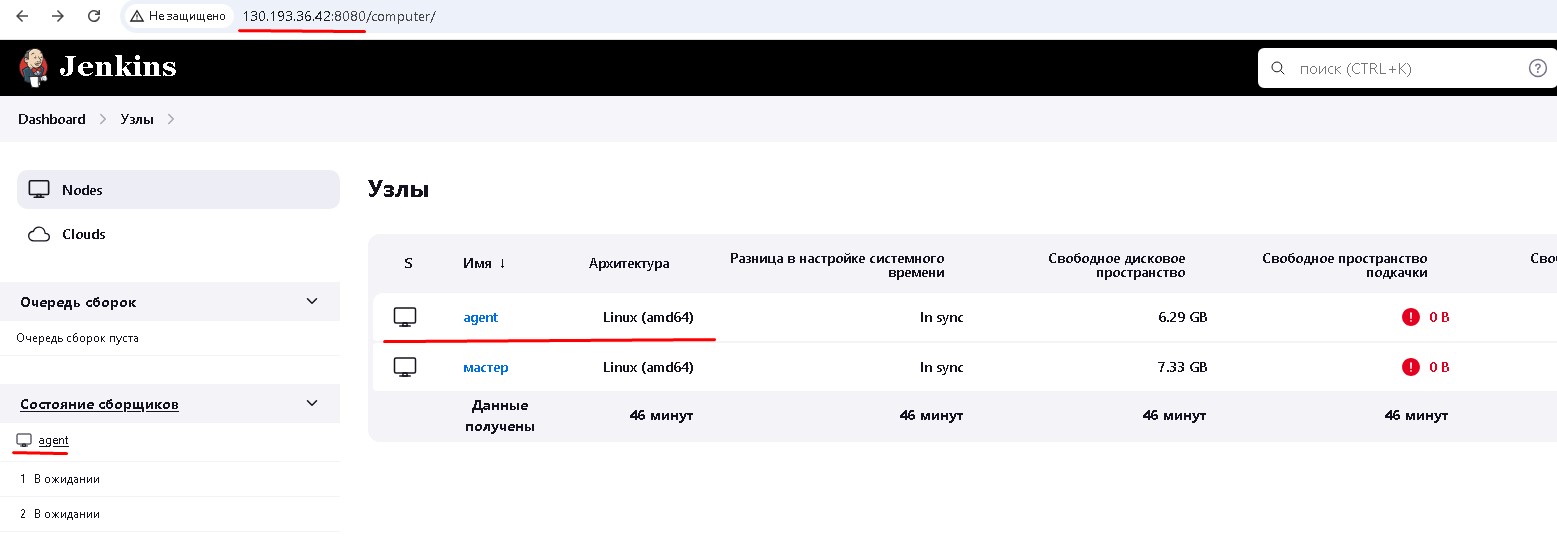 Не защищено 130.193.36.42:8080/computer/
Jenkins
поиск (CTRL+K)
Dashboard
Узлы
Nodes
Clouds
Очередь сборок
Очередь сборок пуста
Состояние сборщиков
agent
1 В ожидании
2 В ожидании
Узлы
S Имя ↓ Архитектура Разница в настройке системного времени Свободное дисковое пространство Свободное пространство подкачки Своб
agent Linux (amd64) In sync 6.29 GB 0 B
мастер Linux (amd64) In sync 7.33 GB 0 B
Данные получены 46 минут 46 минут 46 минут 46 минут